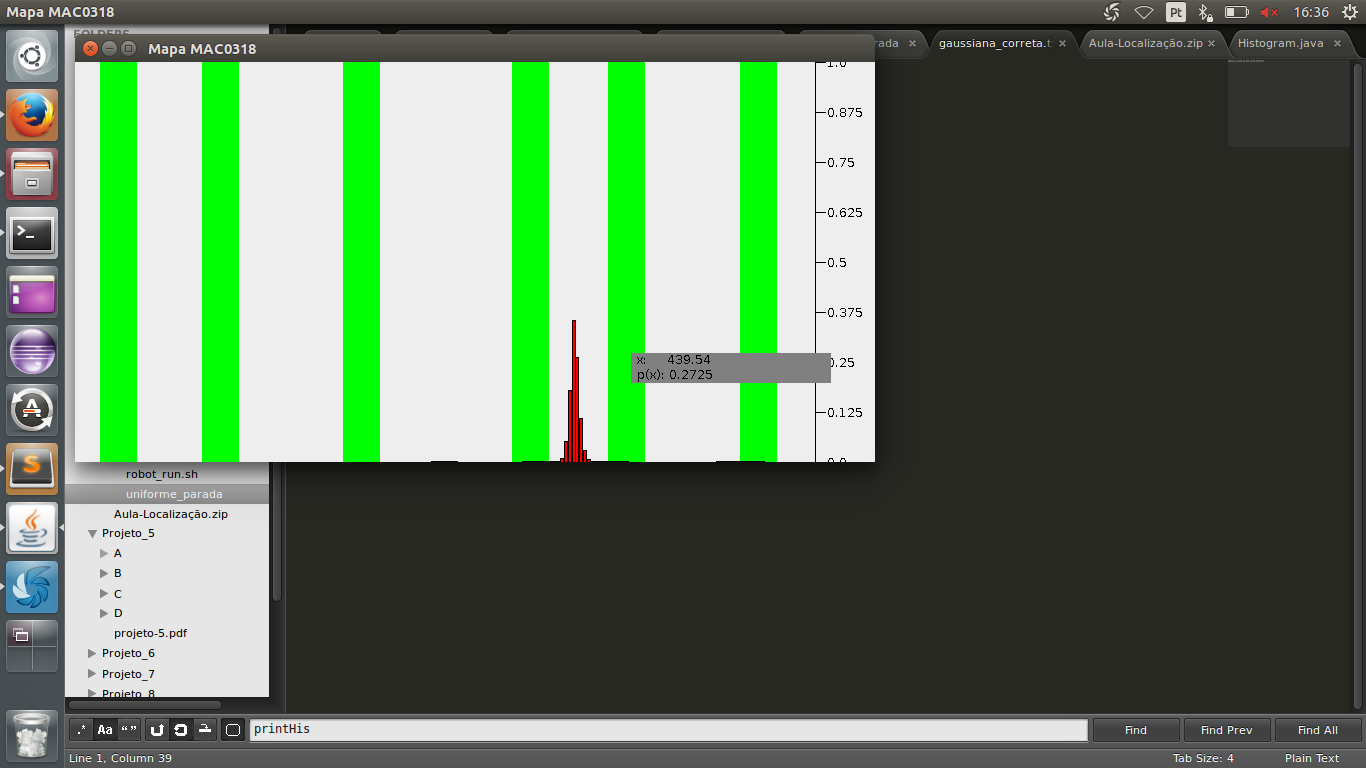 Mapa MAC0318
Pt
16:36
FOLDERS
Mapa MAC0318
rada ×
gaussiana_correta.t ×
Aula-Localização.zip ×
Histogram.java ×
1.0
0.875
0.75
0.625
0.5
0.375
0.25
0.125
0.0
x: 439.54
p(x): 0.2725
robot_run.sh
uniforme_parada
Aula-Localização.zip
Projeto_5
A
B
C
D
projeto-5.pdf
Projeto_6
Projeto_7
Projeto_8
.* Aa “”
printHis
Find
Find Prev
Find All
Line 1, Column 39
Tab Size: 4
Plain Text